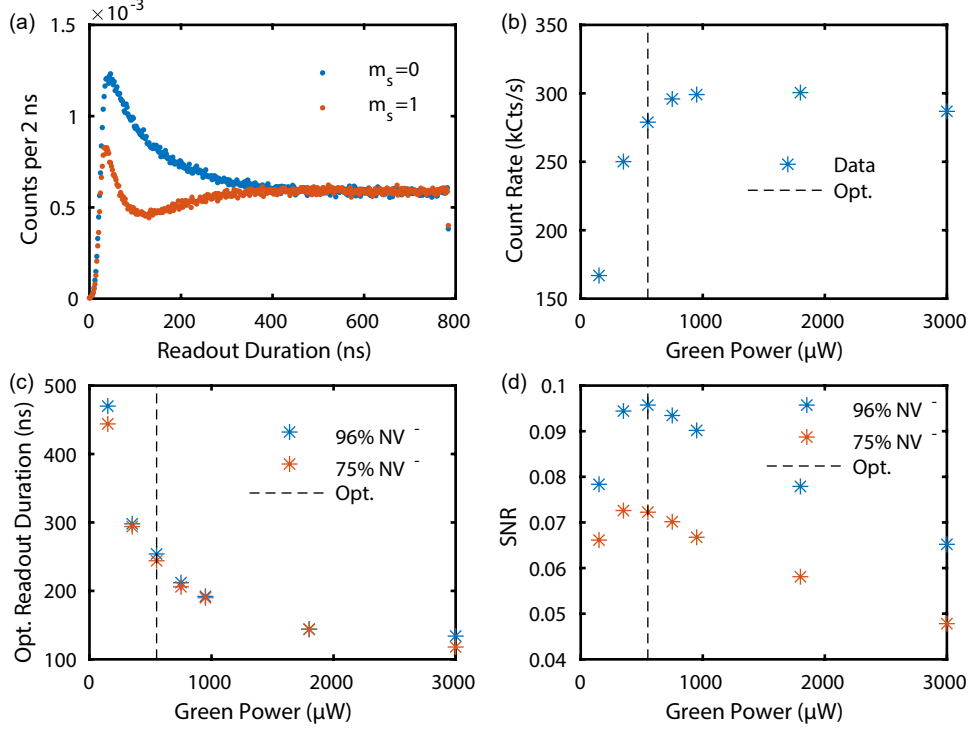 (a)
1.5
×10⁻³
1
0.5
0
Counts per 2 ns
m_s=0
m_s=1
0 200 400 600 800
Readout Duration (ns)
(b)
350
300
250
200
150
Count Rate (kCts/s)
Data
Opt.
0 1000 2000 3000
Green Power (µW)
(c)
500
400
300
200
100
Opt. Readout Duration (ns)
96% NV⁻
75% NV⁻
Opt.
0 1000 2000 3000
Green Power (µW)
(d)
0.1
0.09
0.08
0.07
0.06
0.05
0.04
SNR
96% NV⁻
75% NV⁻
Opt.
0 1000 2000 3000
Green Power (µW)